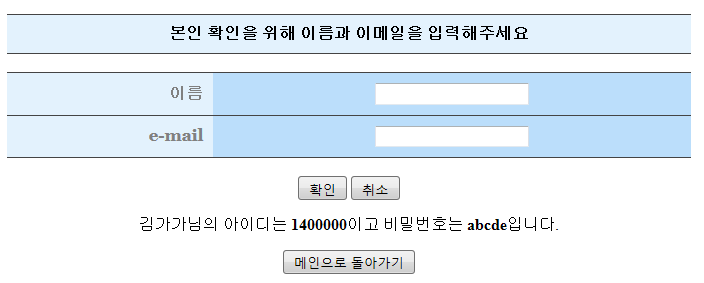 본인 확인을 위해 이름과 이메일을 입력해주세요
이름
e-mail
확인 취소
김가가님의 아이디는 1400000이고 비밀번호는 abcde입니다.
메인으로 돌아가기